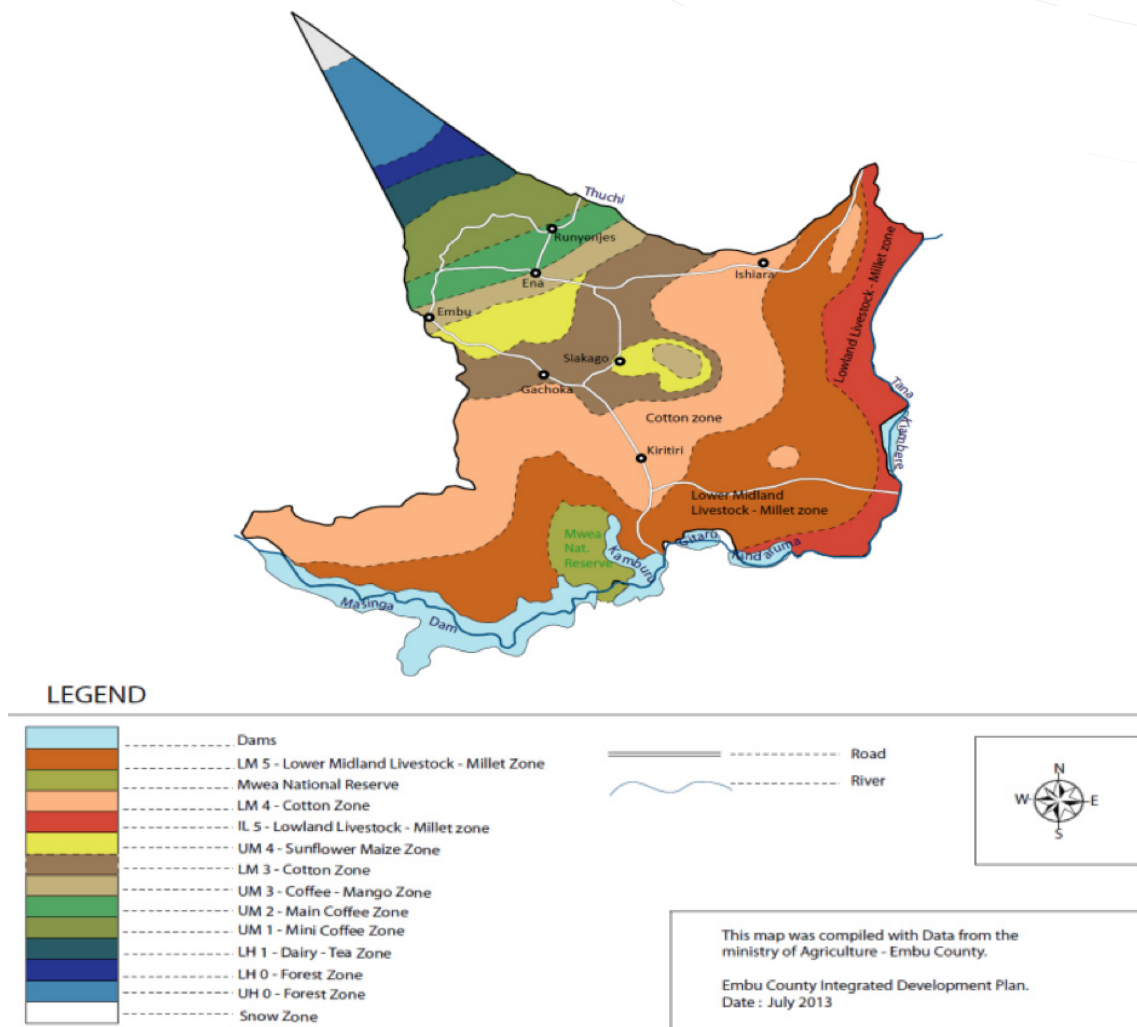 Thuchi
Runyenjes
Ishiara
Ena
Embu
Siakago
Gachoka
Lowland Livestock - Millet zone
Tana
Kiambere
Cotton zone
Kiritiri
Lower Midland
Livestock - Millet zone
Mwea
Nat.
Reserve
Kamburu
Gitaro
Kindaruma
Masinga
Dam
LEGEND
Dams
LM 5 - Lower Midland Livestock - Millet Zone
Mwea National Reserve
LM 4 - Cotton Zone
IL 5 - Lowland Livestock - Millet zone
UM 4 - Sunflower Maize Zone
LM 3 - Cotton Zone
UM 3 - Coffee - Mango Zone
UM 2 - Main Coffee Zone
UM 1 - Mini Coffee Zone
LH 1 - Dairy - Tea Zone
LH 0 - Forest Zone
UH 0 - Forest Zone
Snow Zone
Road
River
N
W
E
S
This map was compiled with Data from the
ministry of Agriculture - Embu County.
Embu County Integrated Development Plan.
Date : July 2013